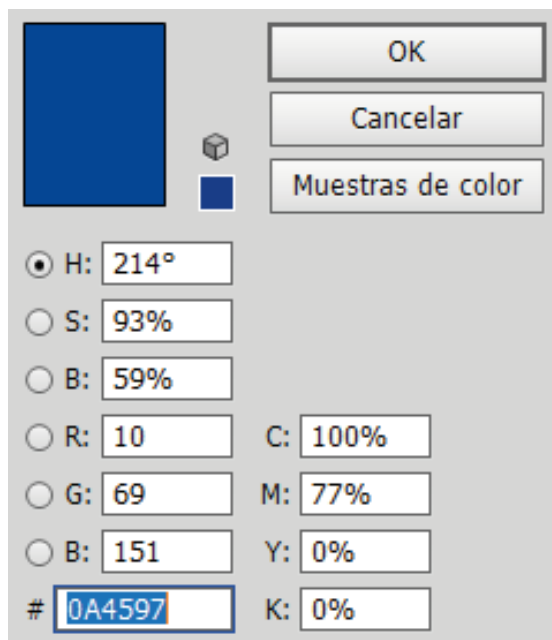 OK
Cancelar
Muestras de color
H: 214°
S: 93%
B: 59%
R: 10 C: 100%
G: 69 M: 77%
B: 151 Y: 0%
# 0A4597 K: 0%